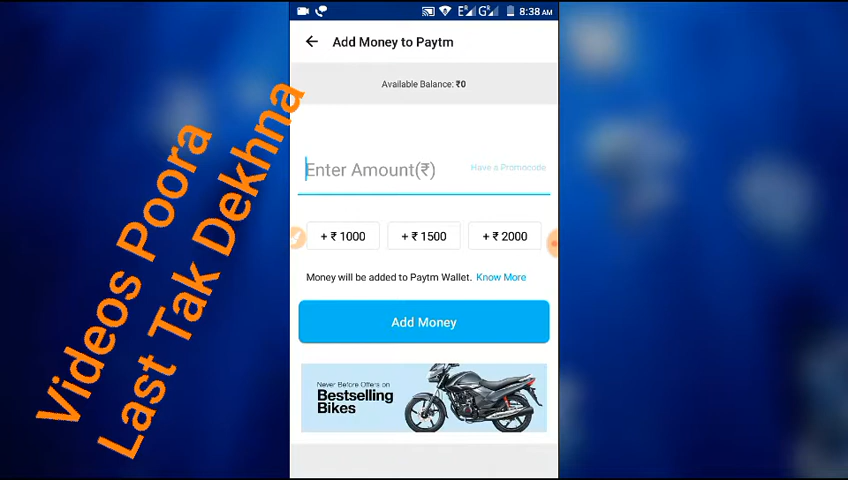 8:38 AM
Add Money to Paytm
Available Balance: ₹0
Enter Amount(₹)
Have a Promocode
+ ₹ 1000
+ ₹ 1500
+ ₹ 2000
Money will be added to Paytm Wallet. Know More
Add Money
Never Before Offers on
Bestselling
Bikes
Videos Poora
Last Tak Dekhna